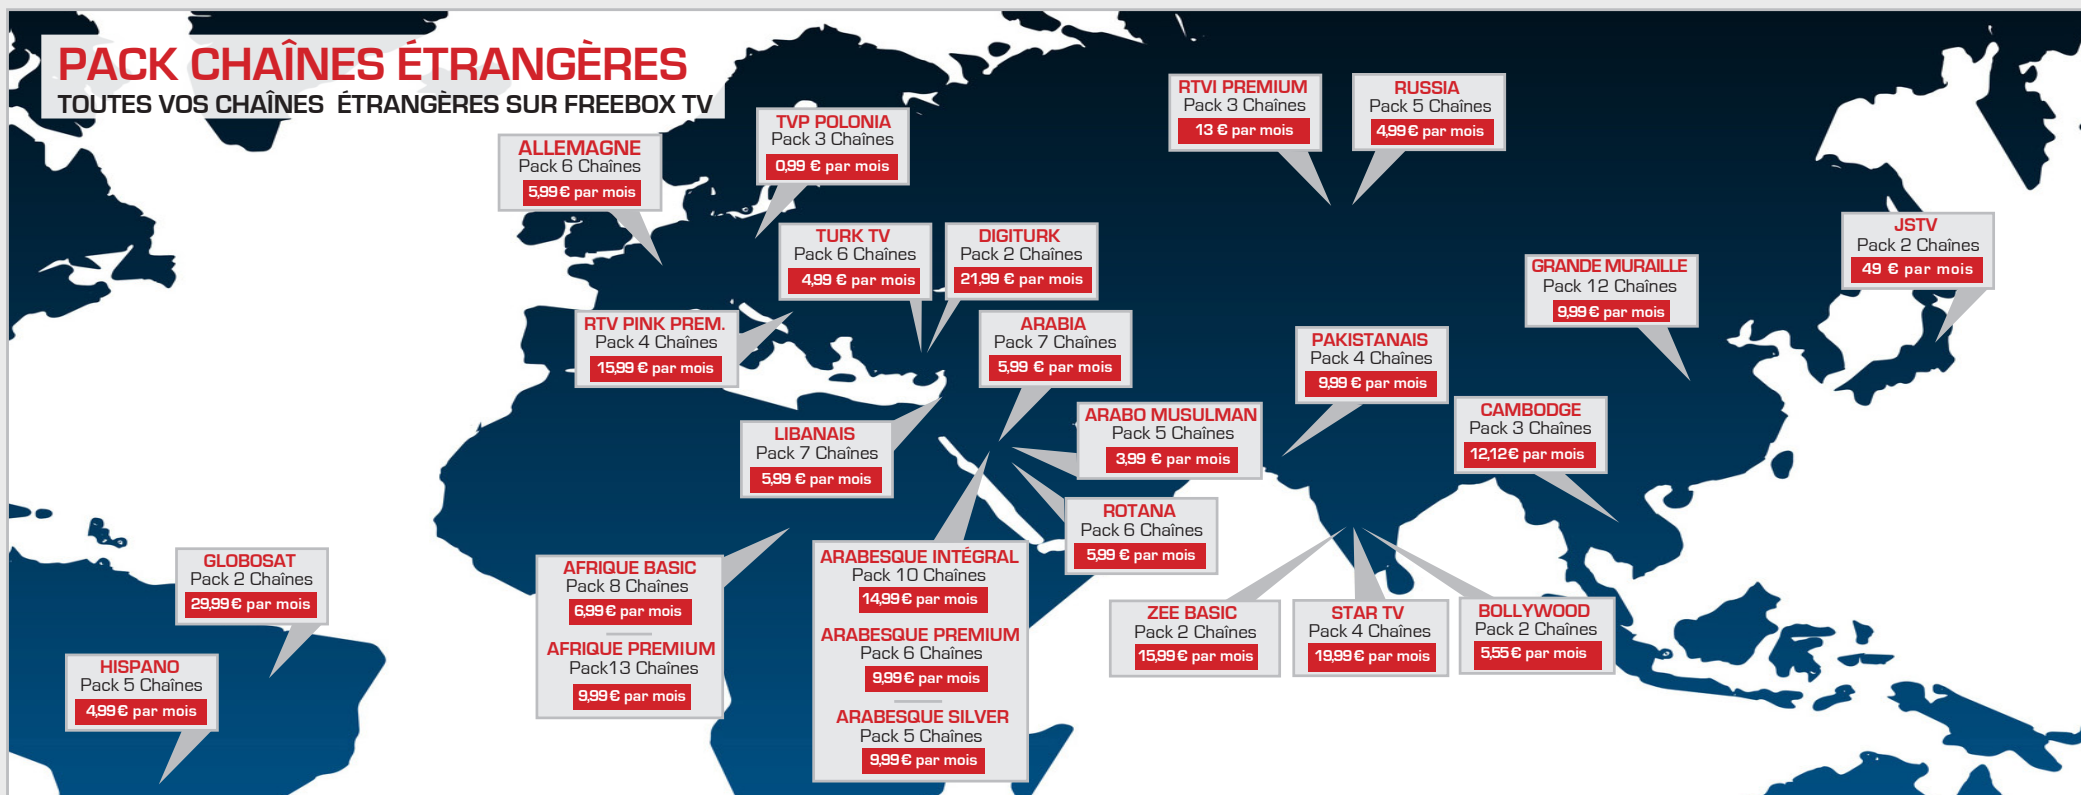 PACK CHAÎNES ÉTRANGÈRES
TOUTES VOS CHAÎNES ÉTRANGÈRES SUR FREEBOX TV
ALLEMAGNE
Pack 6 Chaînes
5,99 € par mois
TVP POLONIA
Pack 3 Chaînes
0,99 € par mois
RTVI PREMIUM
Pack 3 Chaînes
13 € par mois
RUSSIA
Pack 5 Chaînes
4,99 € par mois
TURK TV
Pack 6 Chaînes
4,99 € par mois
DIGITURK
Pack 2 Chaînes
21,99 € par mois
JSTV
Pack 2 Chaînes
49 € par mois
GRANDE MURAILLE
Pack 12 Chaînes
9,99 € par mois
RTV PINK PREM.
Pack 4 Chaînes
15,99 € par mois
ARABIA
Pack 7 Chaînes
5,99 € par mois
PAKISTANAIS
Pack 4 Chaînes
9,99 € par mois
LIBANAIS
Pack 7 Chaînes
5,99 € par mois
ARABO MUSULMAN
Pack 5 Chaînes
3,99 € par mois
CAMBODGE
Pack 3 Chaînes
12,12 € par mois
ROTANA
Pack 6 Chaînes
5,99 € par mois
GLOBOSAT
Pack 2 Chaînes
29,99 € par mois
HISPANO
Pack 5 Chaînes
4,99 € par mois
AFRIQUE BASIC
Pack 8 Chaînes
6,99 € par mois
AFRIQUE PREMIUM
Pack13 Chaînes
9,99 € par mois
ARABESQUE INTÉGRAL
Pack 10 Chaînes
14,99 € par mois
ARABESQUE PREMIUM
Pack 6 Chaînes
9,99 € par mois
ARABESQUE SILVER
Pack 5 Chaînes
9,99 € par mois
ZEE BASIC
Pack 2 Chaînes
15,99 € par mois
STAR TV
Pack 4 Chaînes
19,99 € par mois
BOLLYWOOD
Pack 2 Chaînes
5,55 € par mois